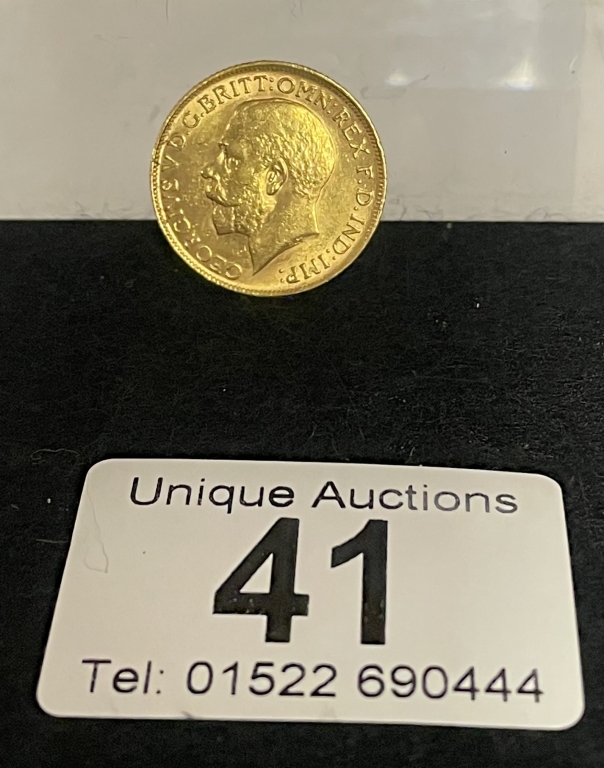 GEORGIVS V D.G.BRITT:OMN:REX F.D.IND:IMP:
Unique Auctions
41
Tel: 01522 690444